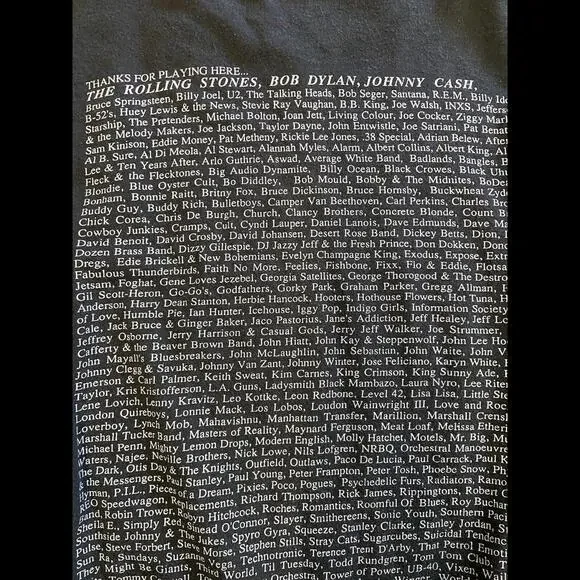 THANKS FOR PLAYING HERE...
THE ROLLING STONES, BOB DYLAN, JOHNNY CASH,
Bruce Springsteen, Billy Joel, U2, The Talking Heads, Bob Seger, Santana, R.E.M., Billy Ido
B-52's, Huey Lewis & the News, Stevie Ray Vaughan, B.B. King, Joe Walsh, INXS, Jeffers
Starship, The Pretenders, Michael Bolton, Joan Jett, Living Colour, Joe Cocker, Ziggy Mar
& the Melody Makers, Joe Jackson, Taylor Dayne, John Entwistle, Joe Satriani, Pat Benat
Sam Kinison, Eddie Money, Pat Metheny, Rickie Lee Jones, .38 Special, Adrian Belew, After
Al B. Sure, Al Di Meola, Al Stewart, Alannah Myles, Alarm, Albert Collins, Albert King, Al
Lee & Ten Years After, Arlo Guthrie, Aswad, Average White Band, Badlands, Bangles, B
Fleck & the Flecktones, Big Audio Dynamite, Billy Ocean, Black Crowes, Black Uh
Blondie, Blue Oyster Cult, Bo Diddley, Bob Mould, Bobby & The Midnites, BoDe
Bonham, Bonnie Raitt, Britny Fox, Bruce Dickinson, Bruce Hornsby, Buckwheat Zyd
Buddy Guy, Buddy Rich, Bulletboys, Camper Van Beethoven, Carl Perkins, Charles Br
Chick Corea, Chris De Burgh, Church, Clancy Brothers, Concrete Blonde, Count B
Cowboy Junkies, Cramps, Cult, Cyndi Lauper, Daniel Lanois, Dave Edmunds, Dave M
David Benoit, David Crosby, David Johansen, Desert Rose Band, Dickey Betts, Dion,
Dozen Brass Band, Dizzy Gillespie, DJ Jazzy Jeff & the Fresh Prince, Don Dokken, Dono
Dregs, Edie Brickell & New Bohemians, Evelyn Champagne King, Exodus, Expose, Extr
Fabulous Thunderbirds, Faith No More, Feelies, Fishbone, Fixx, Flo & Eddie, Flotsa
Jetsam, Foghat, Gene Loves Jezebel, Georgia Satellites, George Thorogood & The Destro
Gil Scott-Heron, Go-Go's, Godfathers, Gorky Park, Graham Parker, Gregg Allman, H
Anderson, Harry Dean Stanton, Herbie Hancock, Hooters, Hothouse Flowers, Hot Tuna, H
of Love, Humble Pie, Ian Hunter, Icehouse, Iggy Pop, Indigo Girls, Information Society
Cale, Jack Bruce & Ginger Baker, Jaco Pastorius, Jane's Addiction, Jeff Healey, Jeff Lo
Jeffrey Osborne, Jerry Harrison & Casual Gods, Jerry Jeff Walker, Joe Strummer,
Cafferty & the Beaver Brown Band, John Hiatt, John Kay & Steppenwolf, John Lee Ho
John Mayall's Bluesbreakers, John McLaughlin, John Sebastian, John Waite, John V
Johnny Clegg & Savuka, Johnny Van Zant, Johnny Winter, Jose Feliciano, Karyn White,
Emerson & Carl Palmer, Keith Sweat, Kim Carnes, King Crimson, King Sunny Ade,
Taylor, Kris Kristofferson, L.A. Guns, Ladysmith Black Mambazo, Laura Nyro, Lee Rite
Lene Lovich, Lenny Kravitz, Leo Kottke, Leon Redbone, Level 42, Lisa Lisa, Little Ste
London Quireboys, Lonnie Mack, Los Lobos, Loudon Wainwright III, Love and Roc
Loverboy, Lynch Mob, Mahavishnu, Manhattan Transfer, Marillion, Marshall Crensh
Marshall Tucker Band, Masters of Reality, Maynard Ferguson, Meat Loaf, Melissa Ether
Michael Penn, Mighty Lemon Drops, Modern English, Molly Hatchet, Motels, Mr. Big, Mu
Waters, Najee, Neville Brothers, Nick Lowe, Nils Lofgren, NRBQ, Orchestral Manoeuvre
The Dark, Otis Day & The Knights, Outfield, Outlaws, Paco De Lucia, Paul Carrack, Paul K
& the Messengers, Paul Stanley, Paul Young, Peter Frampton, Peter Tosh, Phoebe Snow, Ph
Hyman, P.I.L., Pieces of a Dream, Pixies, Poco, Pogues, Psychedelic Furs, Radiators, Ramo
REO Speedwagon, Replacements, Richard Thompson, Rick James, Rippingtons, Robert C
Band, Robin Trower, Robyn Hitchcock, Roches, Romantics, Roomful Of Blues, Roy Buchan
Sheila E., Simply Red, Sinead O'Connor, Slayer, Smithereens, Sonic Youth, Southern Paci
Southside Johnny & The Jukes, Spyro Gyra, Squeeze, Stanley Clarke, Stanley Jordan, St
Pulse, Steve Forbert, Steve Morse, Stephen Stills, Stray Cats, Sugarcubes, Suicidal Tendenc
Sun Ra, Sundays, Suzanne Vega, Technotronic, Terence Trent D'Arby, That Petrol Emotio
They Might Be Giants, Third World, Til Tuesday, Todd Rundgren, Tom Tom Club, T
Tommy Orchestra, Tower of Power, UB-40, Vixen, Wail